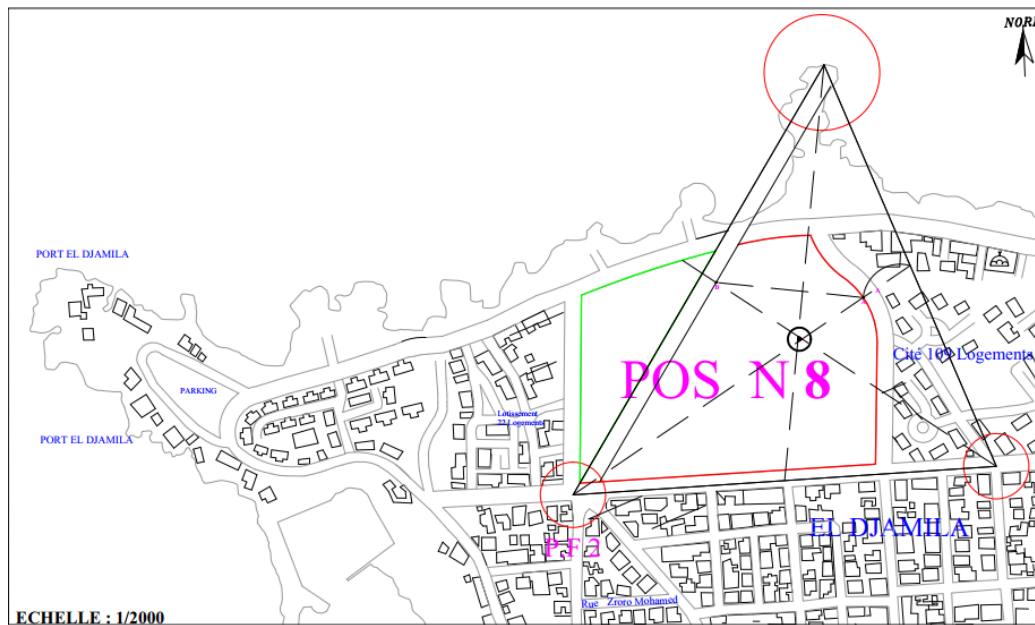 NORD
PORT EL DJAMILA
PARKING
PORT EL DJAMILA
Lotissement
22 Logements
Cité 109 Logements
POS N 8
EL DJAMILA
P F 2
Rue Zroro Mohamed
ECHELLE : 1/2000